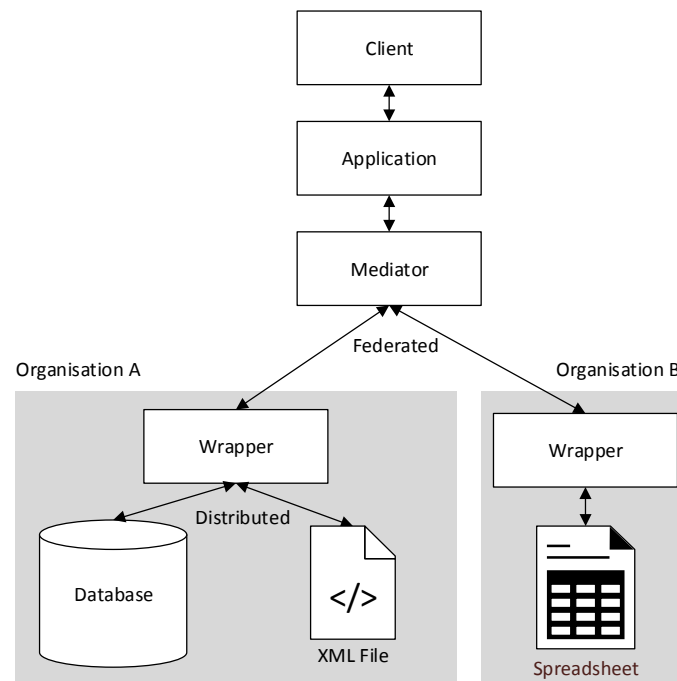 Client
Application
Mediator
Federated
Organisation A
Organisation B
Wrapper
Wrapper
Distributed
Database
</>
XML File
Spreadsheet